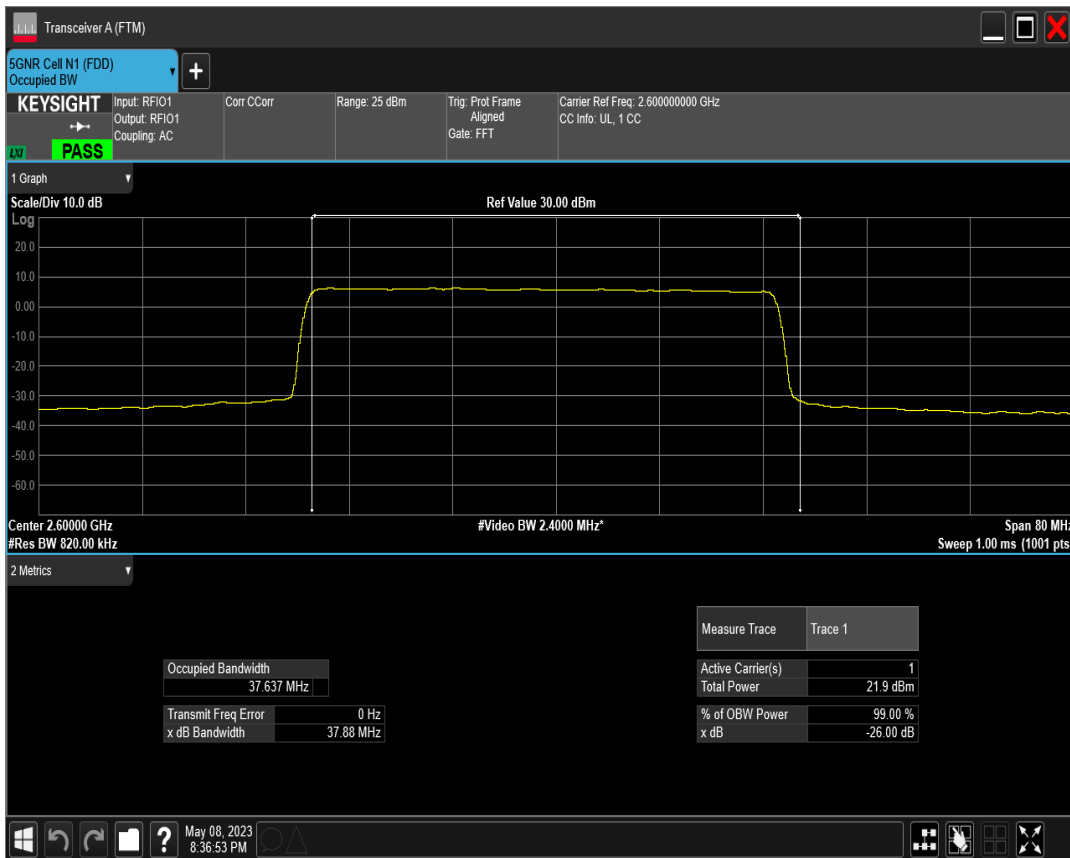 Transceiver A (FTM)
5GNR Cell N1 (FDD)
Occupied BW
+
KEYSIGHT
LXI
PASS
Input: RFIO1
Output: RFIO1
Coupling: AC
Corr CCorr
Range: 25 dBm
Trig: Prot Frame
Aligned
Gate: FFT
Carrier Ref Freq: 2.600000000 GHz
CC Info: UL, 1 CC
1 Graph
Scale/Div 10.0 dB
Ref Value 30.00 dBm
Log
20.0
10.0
0.00
-10.0
-20.0
-30.0
-40.0
-50.0
-60.0
Center 2.60000 GHz
#Video BW 2.4000 MHz*
Span 80 MHz
#Res BW 820.00 kHz
Sweep 1.00 ms (1001 pts
2 Metrics
Measure Trace Trace 1
Occupied Bandwidth
37.637 MHz
Active Carrier(s) 1
Total Power 21.9 dBm
Transmit Freq Error 0 Hz
x dB Bandwidth 37.88 MHz
% of OBW Power 99.00 %
x dB -26.00 dB
?
May 08, 2023
8:36:53 PM